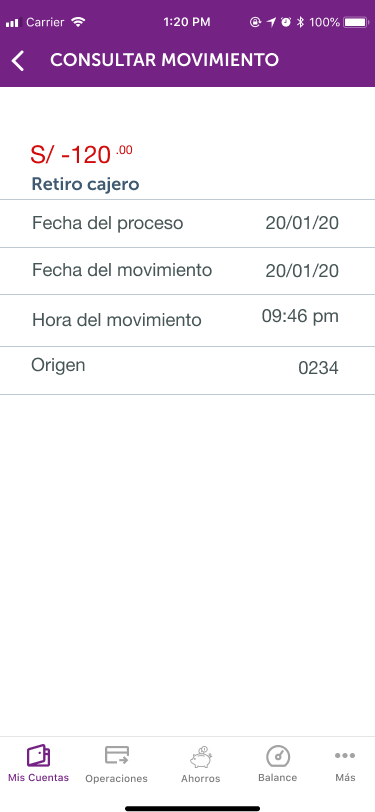 Carrier 1:20 PM 100%
CONSULTAR MOVIMIENTO
S/ -120 .00
Retiro cajero
Fecha del proceso 20/01/20
Fecha del movimiento 20/01/20
Hora del movimiento 09:46 pm
Origen 0234
Mis Cuentas Operaciones Ahorros Balance Más